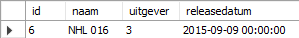 id naam uitgever releasedatum
6 NHL 016 3 2015-09-09 00:00:00